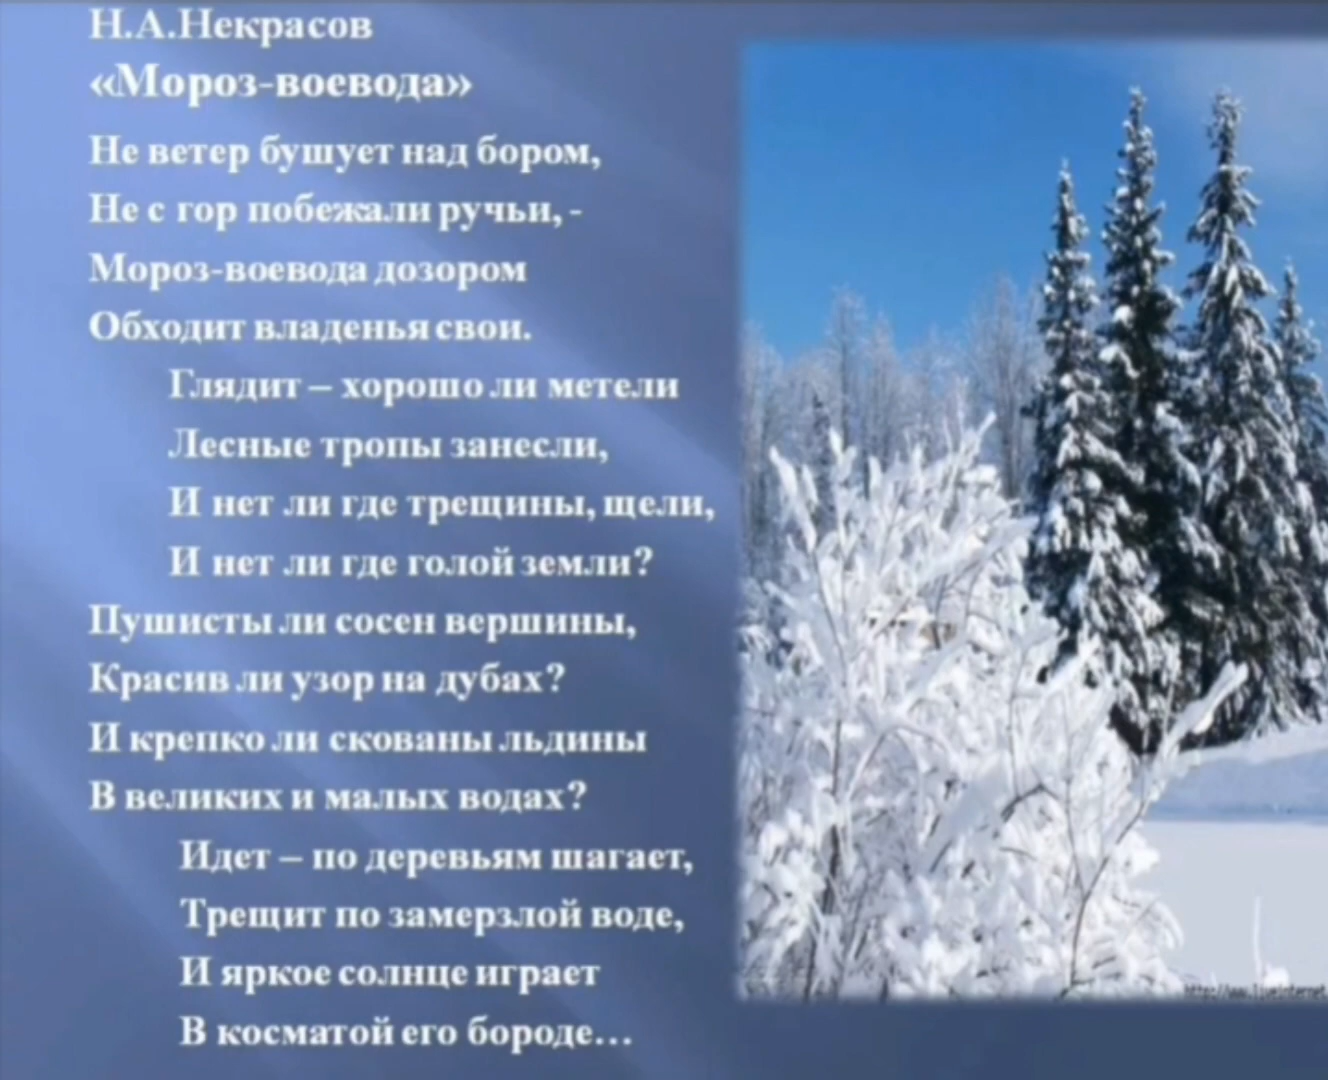 Н.А.Некрасов
«Мороз-воевода»
Не ветер бушует над бором,
Не с гор побежали ручьи, -
Мороз-воевода дозором
Обходит владенья свои.
Глядит – хорошо ли метели
Лесные тропы занесли,
И нет ли где трещины, щели,
И нет ли где голой земли?
Пушисты ли сосен вершины,
Красив ли узор на дубах?
И крепко ли скованы льдины
В великих и малых водах?
Идет – по деревьям шагает,
Трещит по замерзлой воде,
И яркое солнце играет
В косматой его бороде...